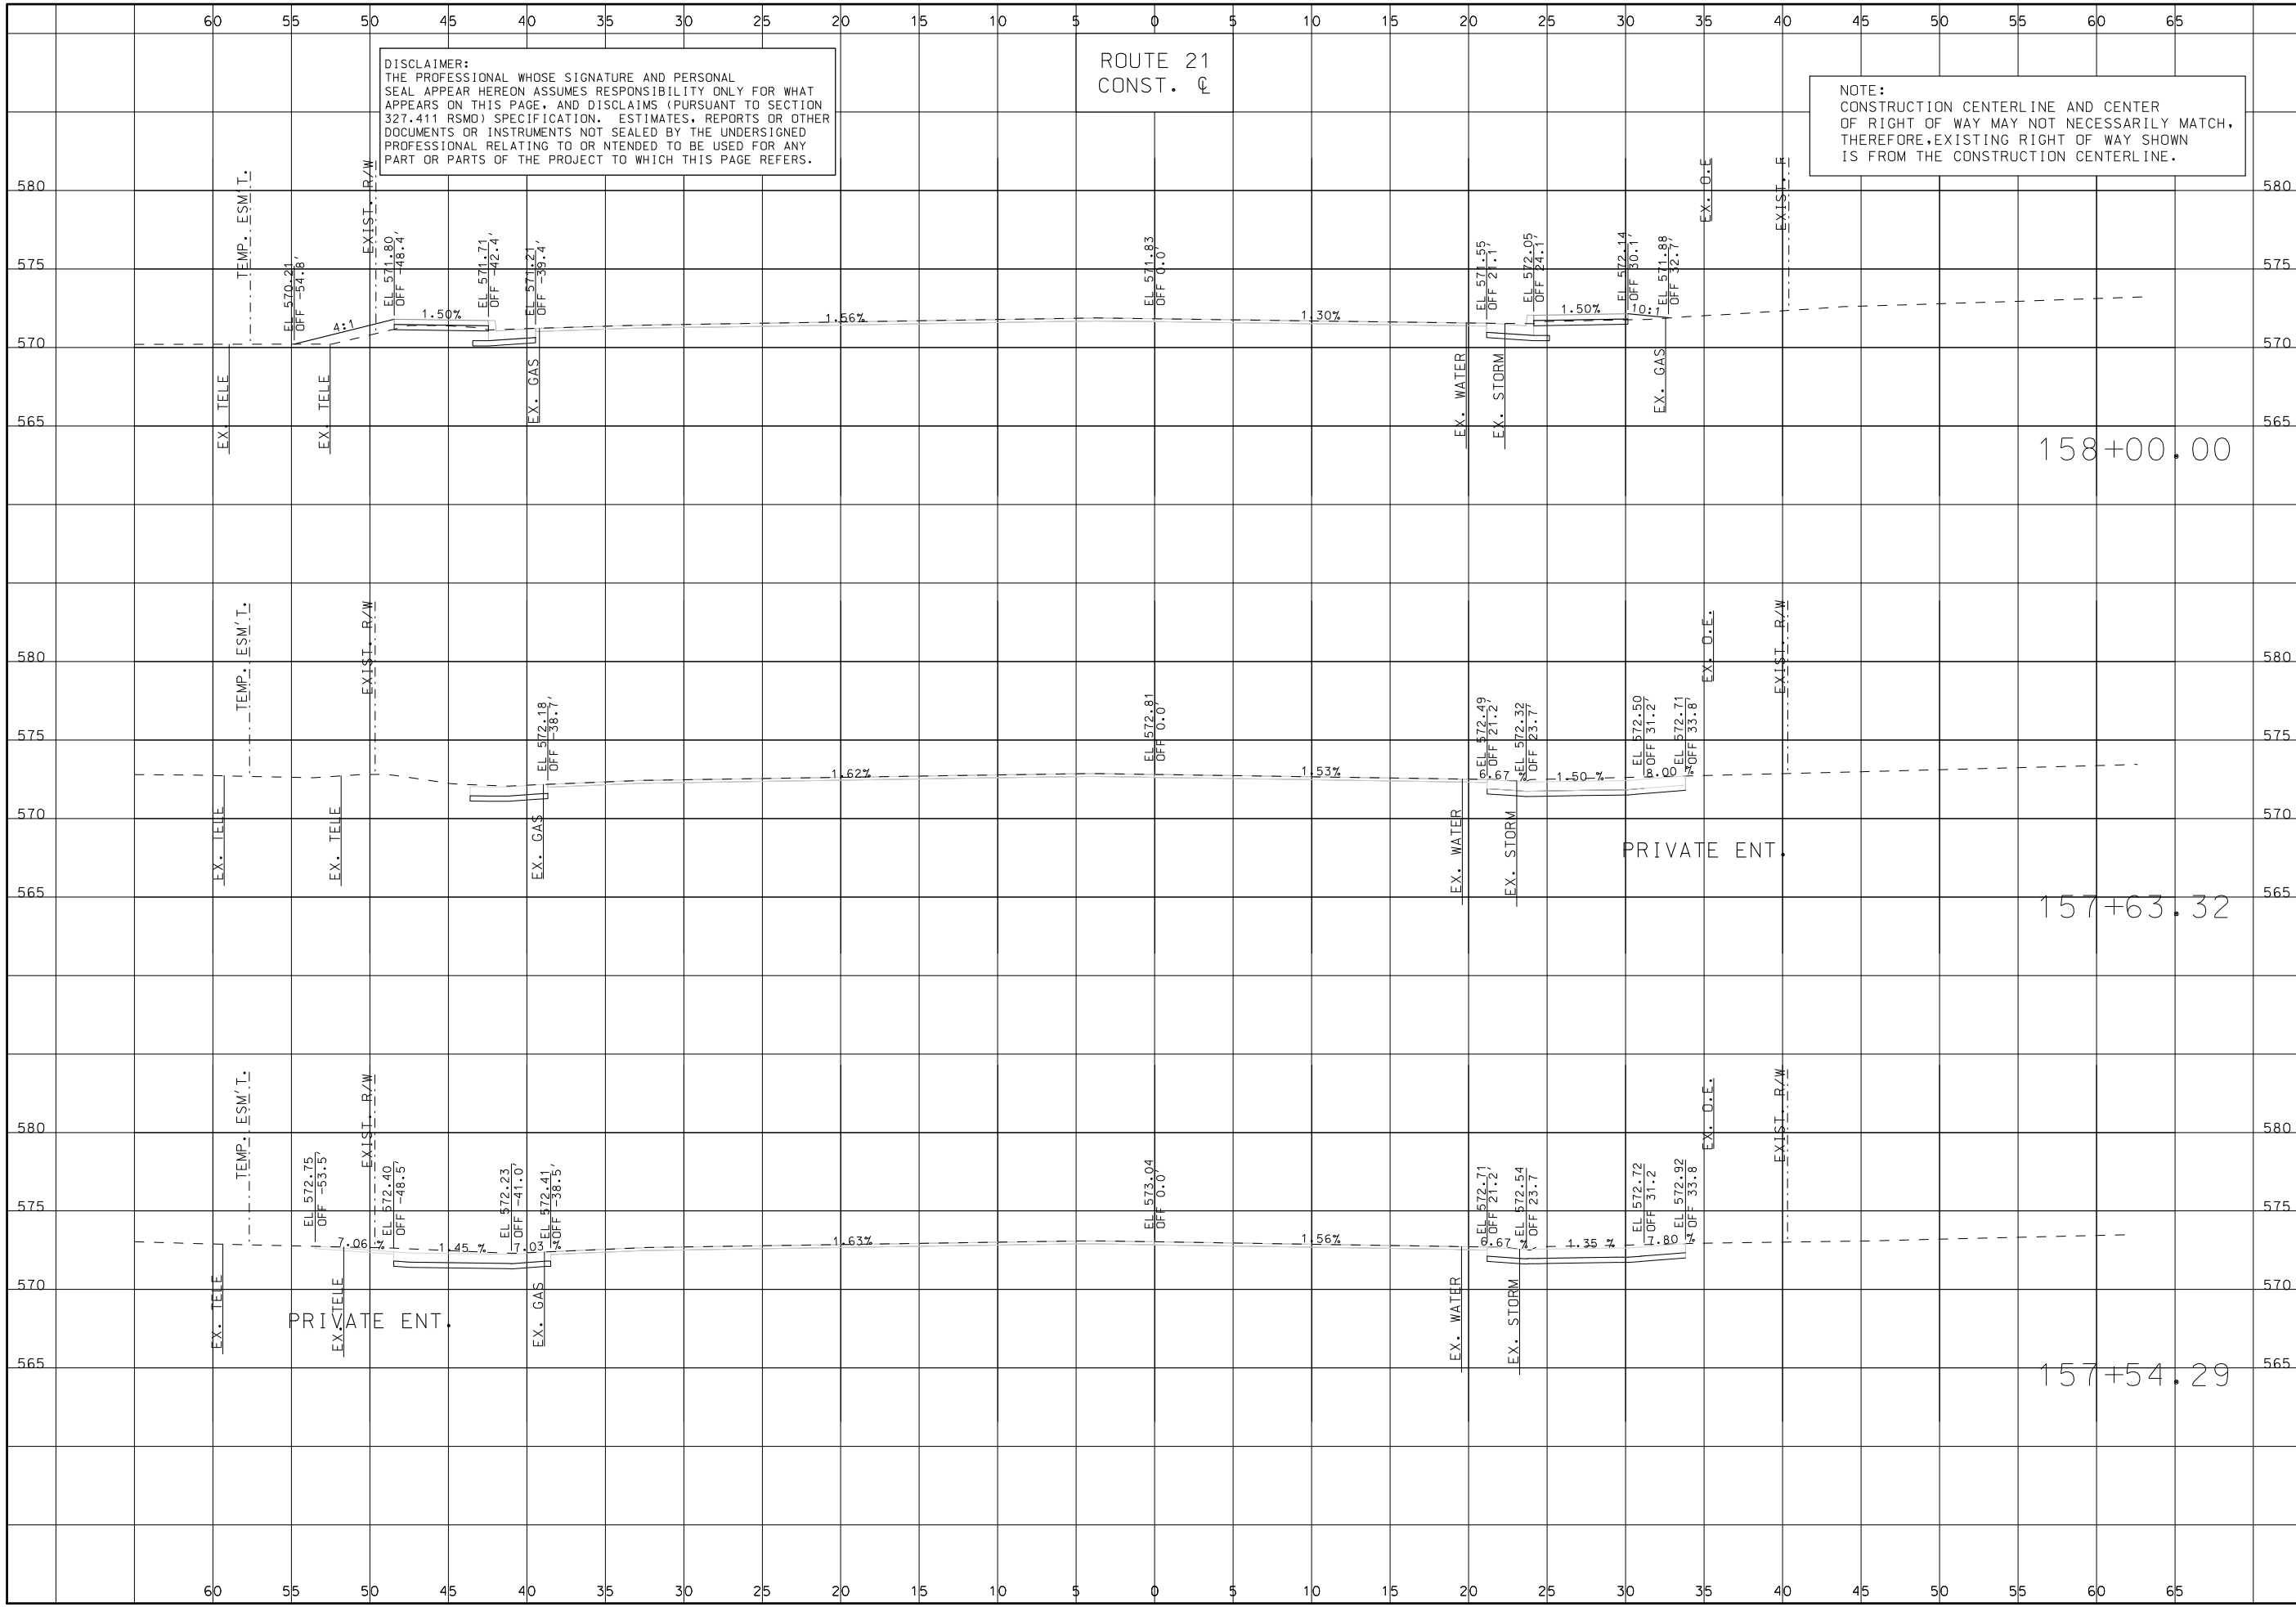 60 55 50 45 40 35 30 25 20 15 10 5 0 5 10 15 20 25 30 35 40 45 50 55 60 65
DISCLAIMER:
THE PROFESSIONAL WHOSE SIGNATURE AND PERSONAL
SEAL APPEAR HEREON ASSUMES RESPONSIBILITY ONLY FOR WHAT
APPEARS ON THIS PAGE, AND DISCLAIMS (PURSUANT TO SECTION
327.411 RSMO) SPECIFICATION. ESTIMATES, REPORTS OR OTHER
DOCUMENTS OR INSTRUMENTS NOT SEALED BY THE UNDERSIGNED
PROFESSIONAL RELATING TO OR NTENDED TO BE USED FOR ANY
PART OR PARTS OF THE PROJECT TO WHICH THIS PAGE REFERS.
ROUTE 21
CONST. ℄
NOTE:
CONSTRUCTION CENTERLINE AND CENTER
OF RIGHT OF WAY MAY NOT NECESSARILY MATCH,
THEREFORE,EXISTING RIGHT OF WAY SHOWN
IS FROM THE CONSTRUCTION CENTERLINE.
580 580
575 575
570 570
565 565
TEMP. ESM'T.
EL 570.21
OFF -54.8'
EXIST. R/W
EL 571.80
OFF -48.4'
EL 571.71
OFF -42.4'
EL 571.21
OFF -39.4'
EL 571.83
OFF 0.0'
EL 571.55
OFF 21.1'
EL 572.05
OFF 24.1'
EL 572.14
OFF 30.1'
EL 571.88
OFF 32.7'
EX. O.E
EXIST. F
4:1
1.50%
1.56%
1.30%
1.50%
10:1
EX. TELE
EX. TELE
EX. GAS
EX. WATER
EX. STORM
EX. GAS
158+00.00
580 580
575 575
570 570
565 565
TEMP. ESM'T.
EXIST. R/W
EL 572.18
OFF -38.7'
EL 572.81
OFF 0.0'
EL 572.49
OFF 21.2'
EL 572.32
OFF 23.7'
EL 572.50
OFF 31.2'
EL 572.71
OFF 33.8'
EX. O.E.
EXIST. R/W
1.62%
1.53%
6.67 %
1.50 %
8.00 %
EX. TELE
EX. TELE
EX. GAS
EX. WATER
EX. STORM
PRIVATE ENT.
157+63.32
580 580
575 575
570 570
565 565
TEMP. ESM'T.
EL 572.75
OFF -53.5'
EXIST. R/W
EL 572.40
OFF -48.5'
EL 572.23
OFF -41.0'
EL 572.41
OFF -38.5'
EL 573.04
OFF 0.0'
EL 572.71
OFF 21.2'
EL 572.54
OFF 23.7
EL 572.72
OFF 31.2
EL 572.92
OFF 33.8
EX. O.E.
EXIST. R/W
7.06 %
1.45 %
7.03 %
1.63%
1.56%
6.67 %
1.35 %
7.80 %
EX. TELE
EX. TELE
PRIVATE ENT.
EX. GAS
EX. WATER
EX. STORM
157+54.29
60 55 50 45 40 35 30 25 20 15 10 5 0 5 10 15 20 25 30 35 40 45 50 55 60 65